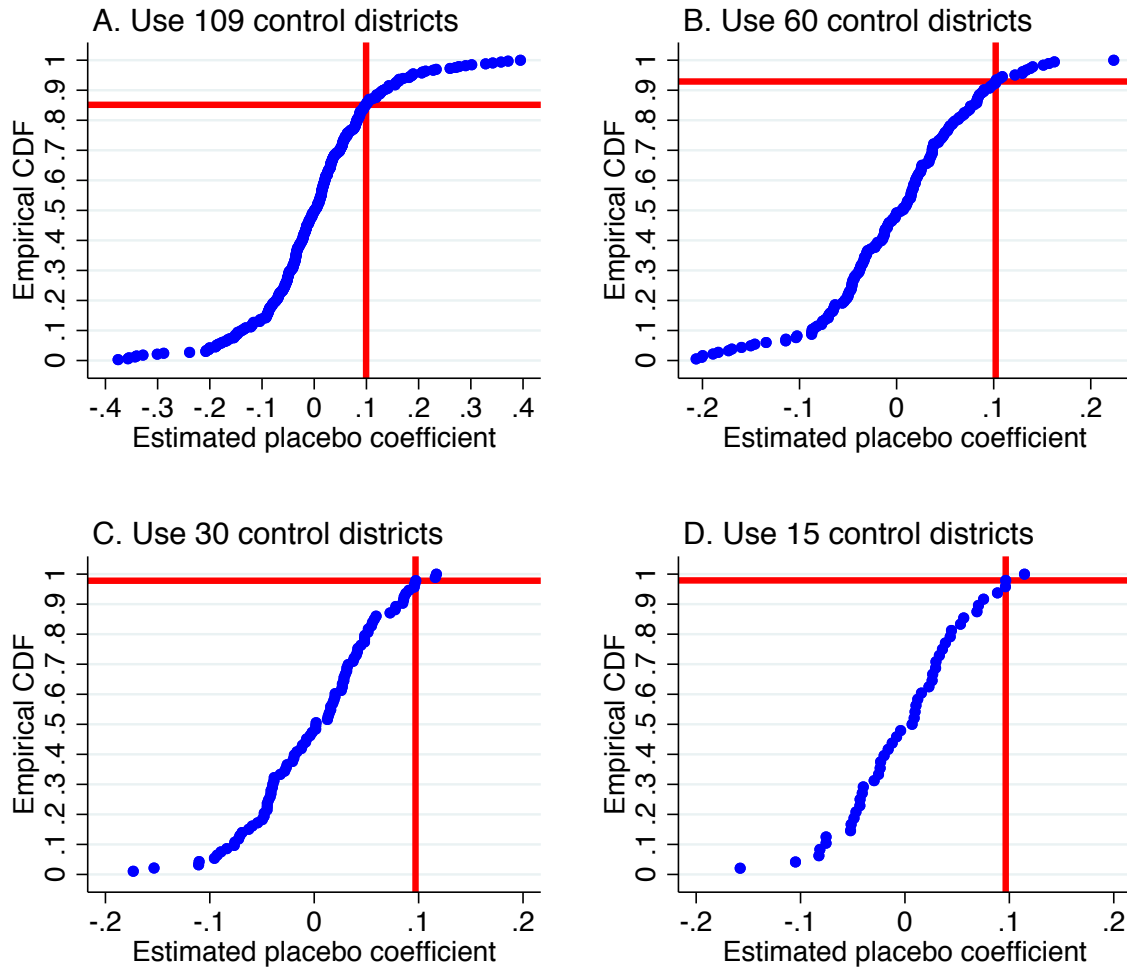 A. Use 109 control districts
Empirical CDF
0 .1 .2 .3 .4 .5 .6 .7 .8 .9 1
-.4 -.3 -.2 -.1 0 .1 .2 .3 .4
Estimated placebo coefficient
B. Use 60 control districts
Empirical CDF
0 .1 .2 .3 .4 .5 .6 .7 .8 .9 1
-.2 -.1 0 .1 .2
Estimated placebo coefficient
C. Use 30 control districts
Empirical CDF
0 .1 .2 .3 .4 .5 .6 .7 .8 .9 1
-.2 -.1 0 .1 .2
Estimated placebo coefficient
D. Use 15 control districts
Empirical CDF
0 .1 .2 .3 .4 .5 .6 .7 .8 .9 1
-.2 -.1 0 .1 .2
Estimated placebo coefficient